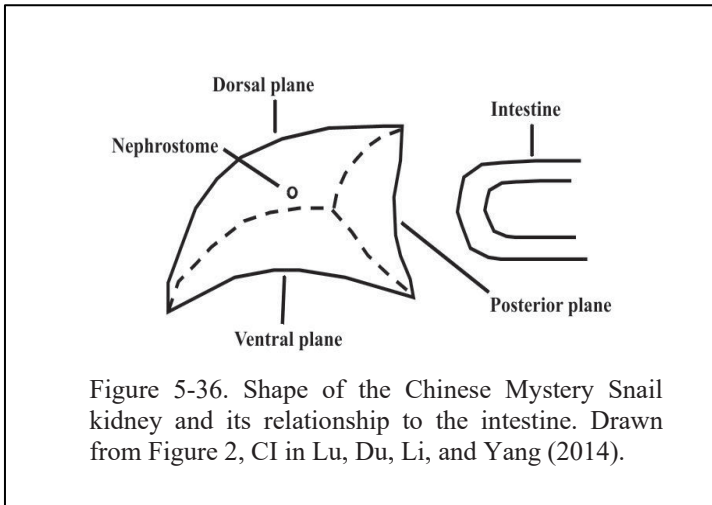 Dorsal plane
Intestine
Nephrostome
Posterior plane
Ventral plane
Figure 5-36. Shape of the Chinese Mystery Snail
kidney and its relationship to the intestine. Drawn
from Figure 2, CI in Lu, Du, Li, and Yang (2014).